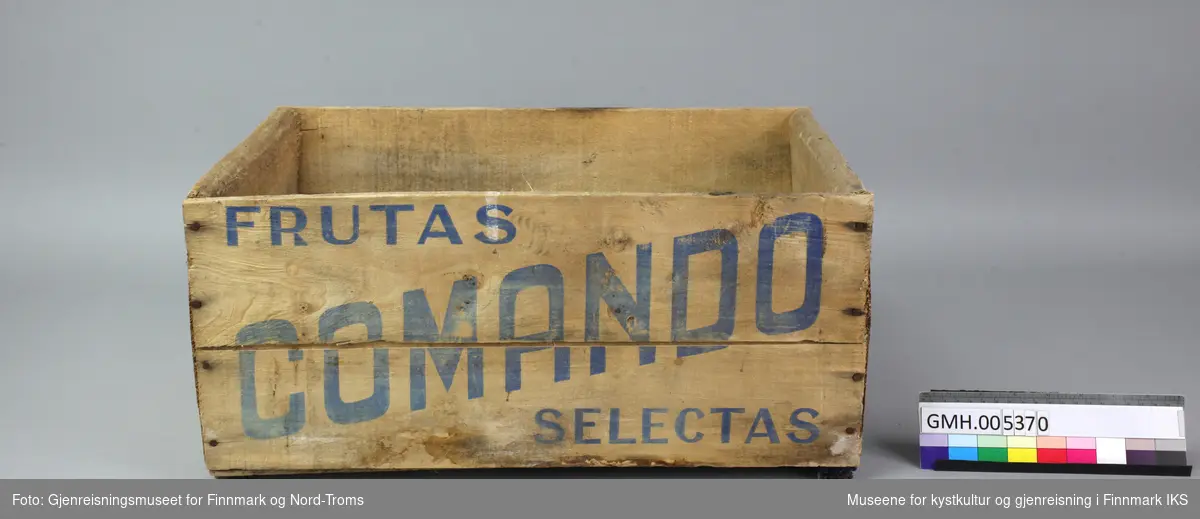 FRUTAS
COMANDO
SELECTAS
GMH.005370
Foto: Gjenreisningsmuseet for Finnmark og Nord-Troms
Museene for kystkultur og gjenreisning i Finnmark IKS